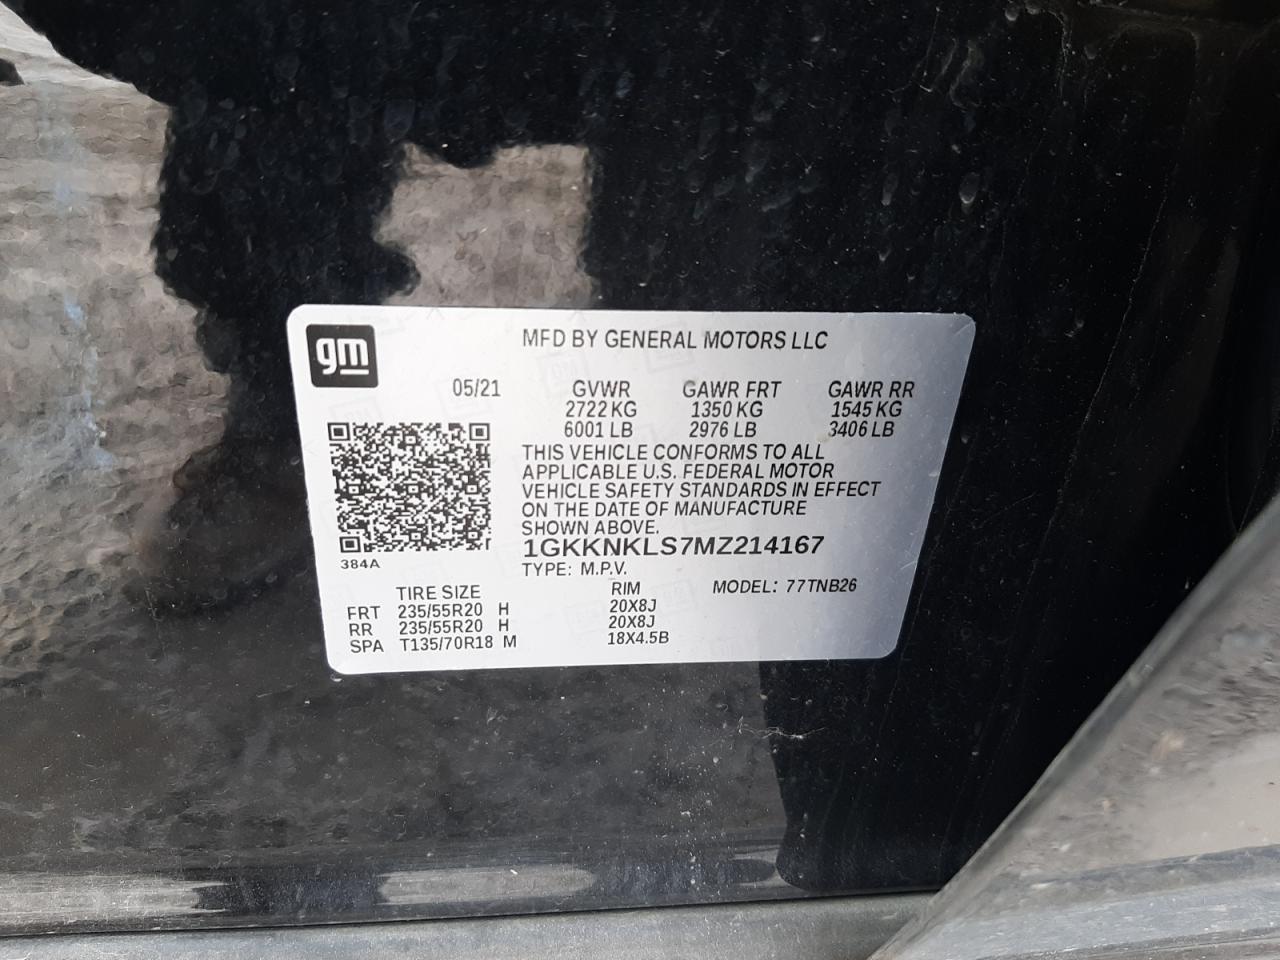 gm
MFD BY GENERAL MOTORS LLC
05/21 GVWR GAWR FRT GAWR RR
2722 KG 1350 KG 1545 KG
6001 LB 2976 LB 3406 LB
THIS VEHICLE CONFORMS TO ALL
APPLICABLE U.S. FEDERAL MOTOR
VEHICLE SAFETY STANDARDS IN EFFECT
ON THE DATE OF MANUFACTURE
SHOWN ABOVE.
1GKKNKLS7MZ214167
384A
TYPE: M.P.V.
TIRE SIZE RIM MODEL: 77TNB26
FRT 235/55R20 H 20X8J
RR 235/55R20 H 20X8J
SPA T135/70R18 M 18X4.5B